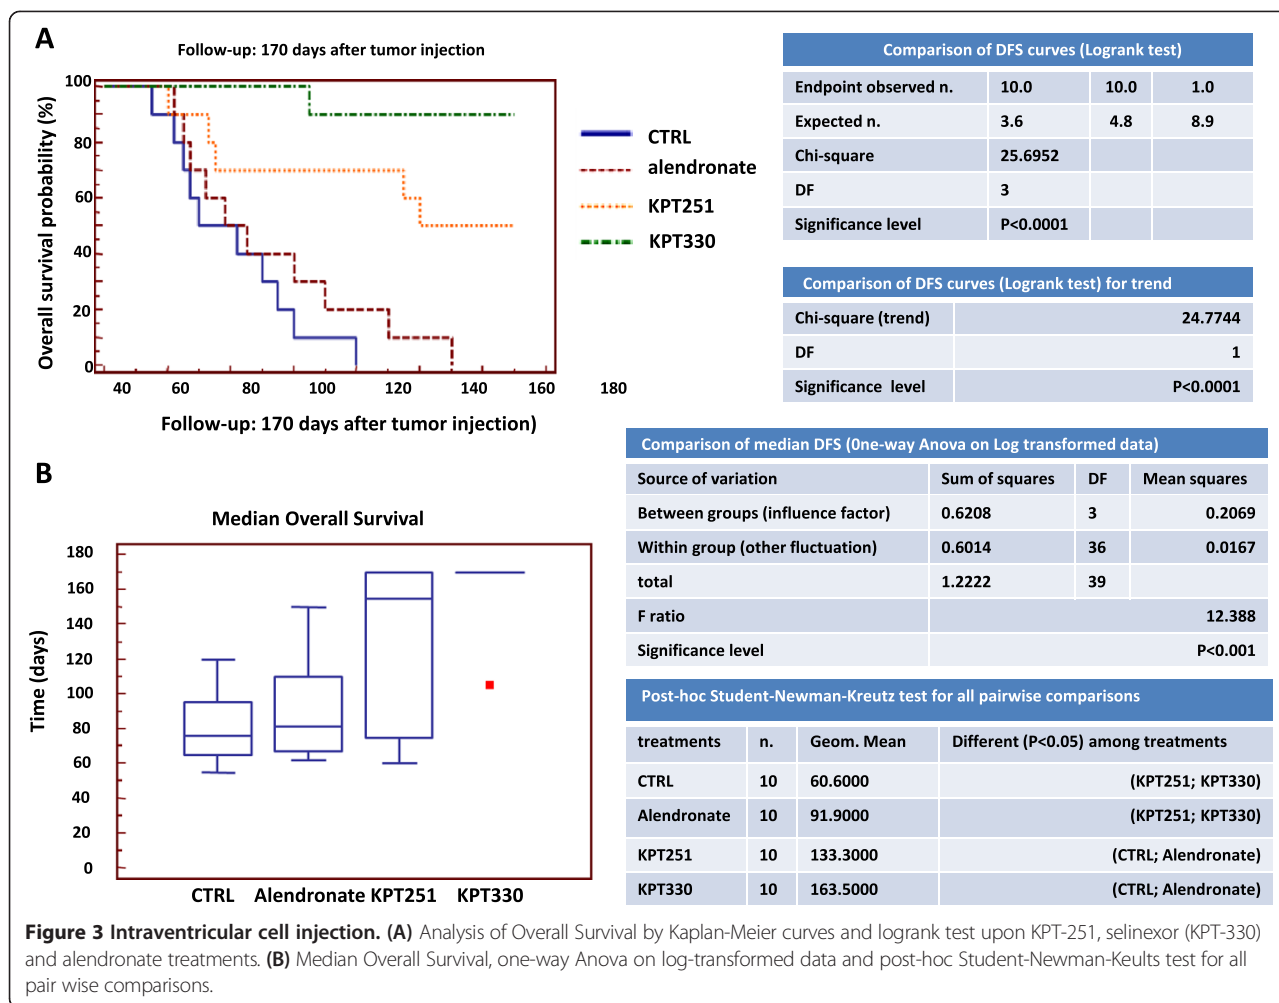 A
Follow-up: 170 days after tumor injection
Overall survival probability (%)
100
80
60
40
20
0
40 60 80 100 120 140 160 180
Follow-up: 170 days after tumor injection)
CTRL
alendronate
KPT251
KPT330
Comparison of DFS curves (Logrank test)
Endpoint observed n. 10.0 10.0 1.0
Expected n. 3.6 4.8 8.9
Chi-square 25.6952
DF 3
Significance level P<0.0001
Comparison of DFS curves (Logrank test) for trend
Chi-square (trend) 24.7744
DF 1
Significance level P<0.0001
B
Median Overall Survival
Time (days)
180
160
140
120
100
80
60
40
20
0
CTRL Alendronate KPT251 KPT330
Comparison of median DFS (0ne-way Anova on Log transformed data)
Source of variation Sum of squares DF Mean squares
Between groups (influence factor) 0.6208 3 0.2069
Within group (other fluctuation) 0.6014 36 0.0167
total 1.2222 39
F ratio 12.388
Significance level P<0.001
Post-hoc Student-Newman-Kreutz test for all pairwise comparisons
treatments n. Geom. Mean Different (P<0.05) among treatments
CTRL 10 60.6000 (KPT251; KPT330)
Alendronate 10 91.9000 (KPT251; KPT330)
KPT251 10 133.3000 (CTRL; Alendronate)
KPT330 10 163.5000 (CTRL; Alendronate)
Figure 3 Intraventricular cell injection. (A) Analysis of Overall Survival by Kaplan-Meier curves and logrank test upon KPT-251, selinexor (KPT-330)
and alendronate treatments. (B) Median Overall Survival, one-way Anova on log-transformed data and post-hoc Student-Newman-Keults test for all
pair wise comparisons.